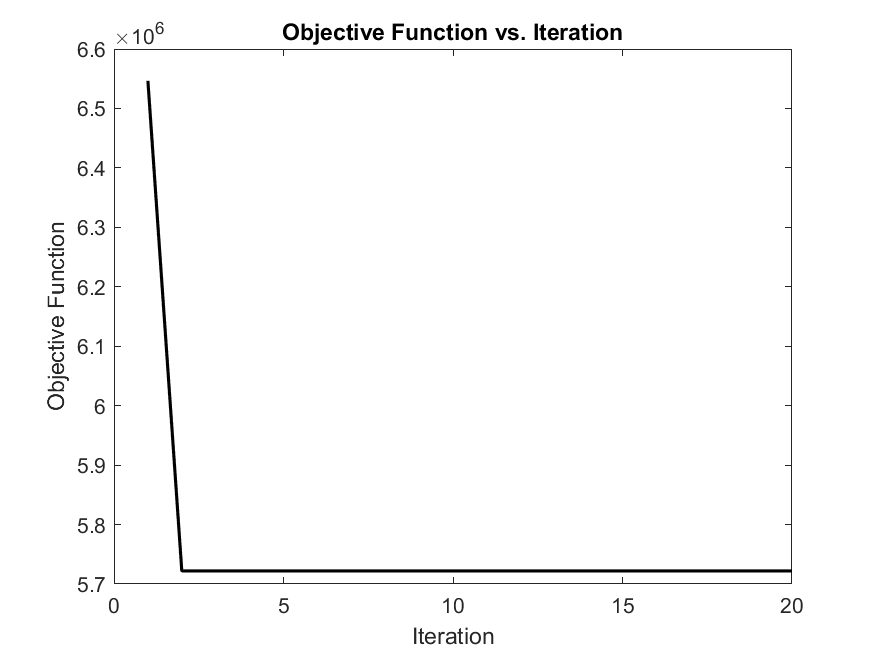 Objective Function vs. Iteration
×10^6
6.6
6.5
6.4
6.3
6.2
6.1
6
5.9
5.8
5.7
Objective Function
0 5 10 15 20
Iteration